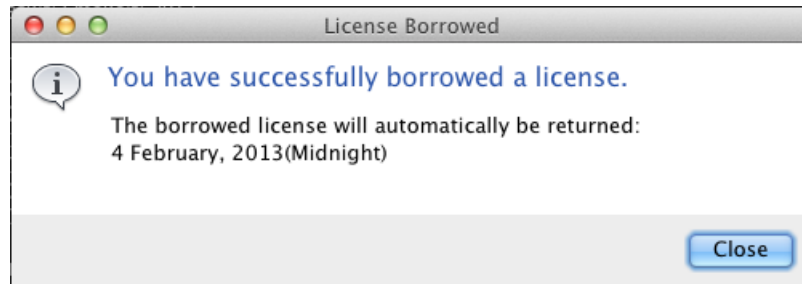 License Borrowed
You have successfully borrowed a license.
The borrowed license will automatically be returned:
4 February, 2013(Midnight)
Close